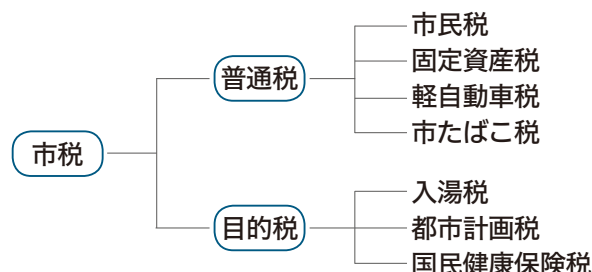 市税
普通税
市民税
固定資産税
軽自動車税
市たばこ税
目的税
入湯税
都市計画税
国民健康保険税